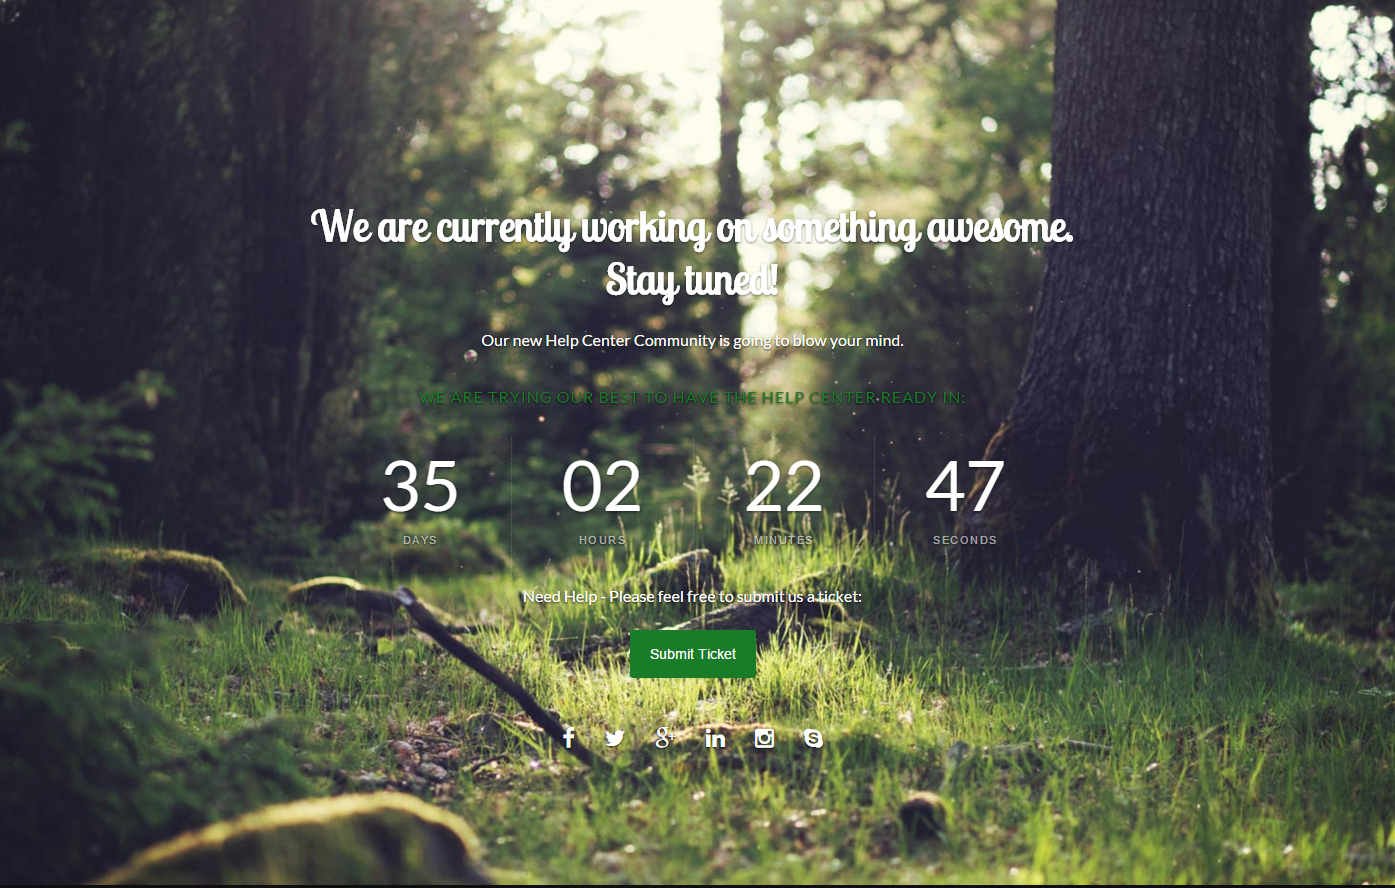 We are currently working on something awesome.
Stay tuned!
Our new Help Center Community is going to blow your mind.
WE ARE TRYING OUR BEST TO HAVE THE HELP CENTER READY IN:
35 02 22 47
DAYS HOURS MINUTES SECONDS
Need Help - Please feel free to submit us a ticket:
Submit Ticket